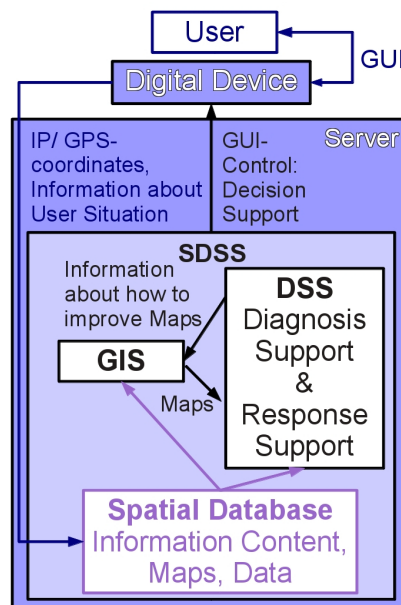 User
GUI
Digital Device
Server
IP/ GPS-
coordinates,
Information about
User Situation
GUI-
Control:
Decision
Support
SDSS
Information
about how to
improve Maps
DSS
Diagnosis
Support
&
Response
Support
GIS
Maps
Spatial Database
Information Content,
Maps, Data